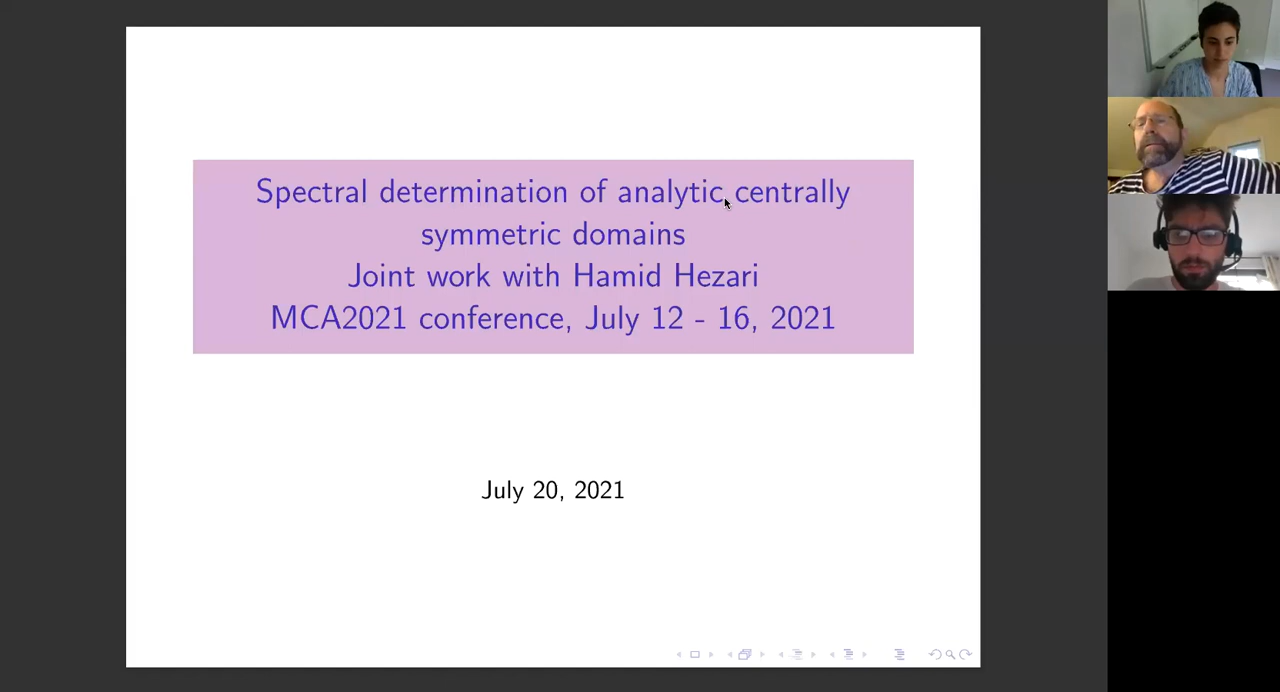 Spectral determination of analytic centrally
symmetric domains
Joint work with Hamid Hezari
MCA2021 conference, July 12 - 16, 2021
July 20, 2021